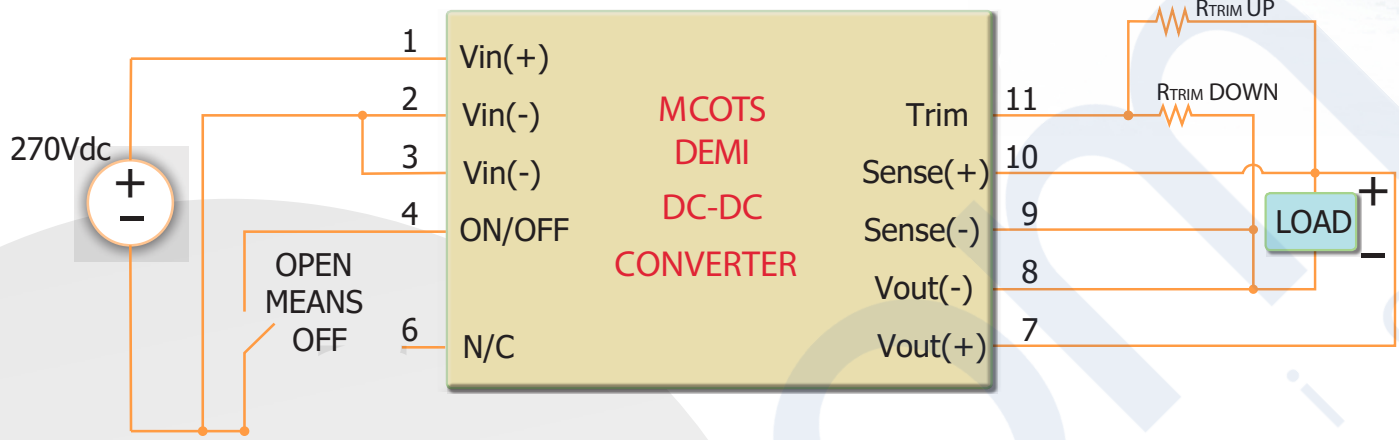 RTRIM UP
1
Vin(+)
2
Vin(-)
MCOTS
Trim
11
RTRIM DOWN
270Vdc
+
−
3
Vin(-)
DEMI
Sense(+)
10
4
ON/OFF
DC-DC
Sense(-)
9
LOAD
+
−
OPEN
MEANS
OFF
CONVERTER
Vout(-)
8
6
N/C
Vout(+)
7